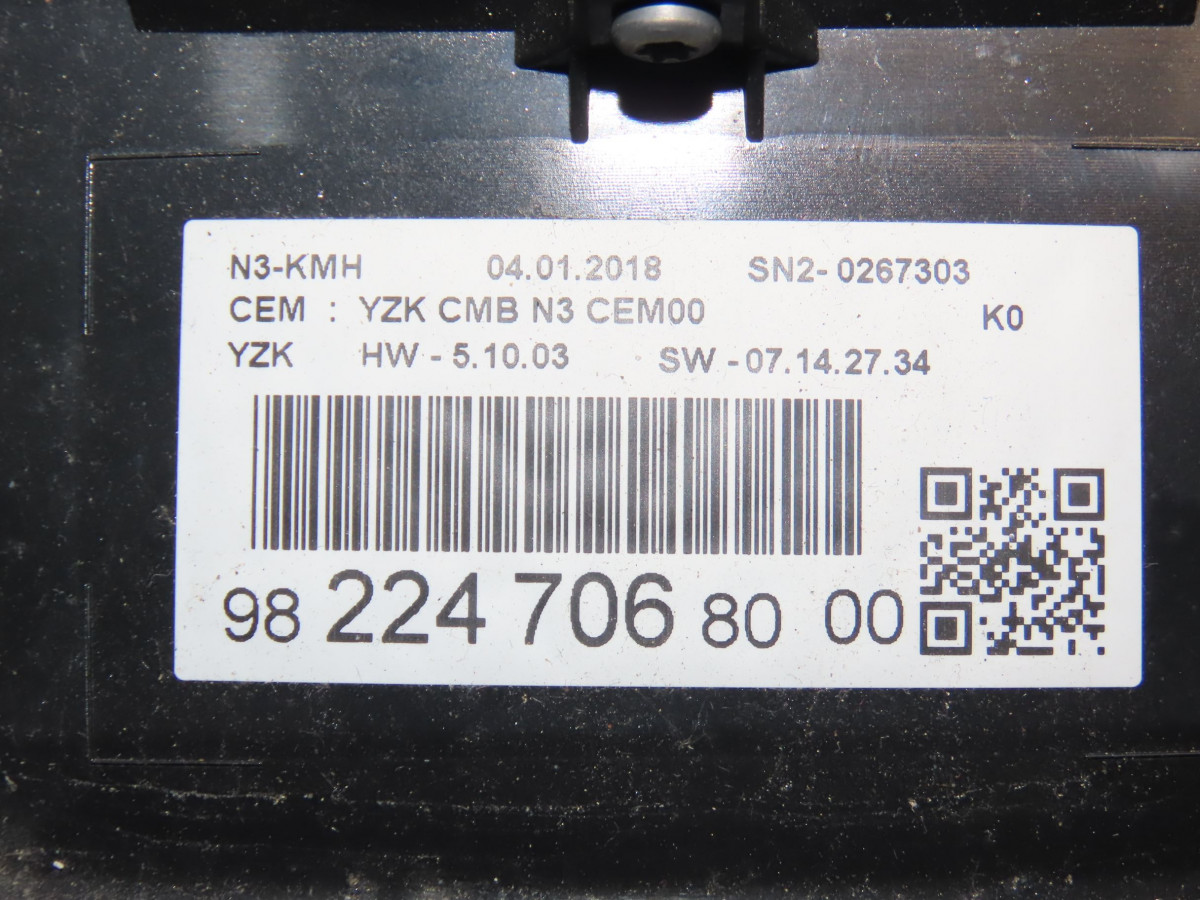 N3-KMH 04.01.2018 SN2- 0267303
CEM : YZK CMB N3 CEM00 K0
YZK HW - 5.10.03 SW - 07.14.27.34
98 224 706 80 00